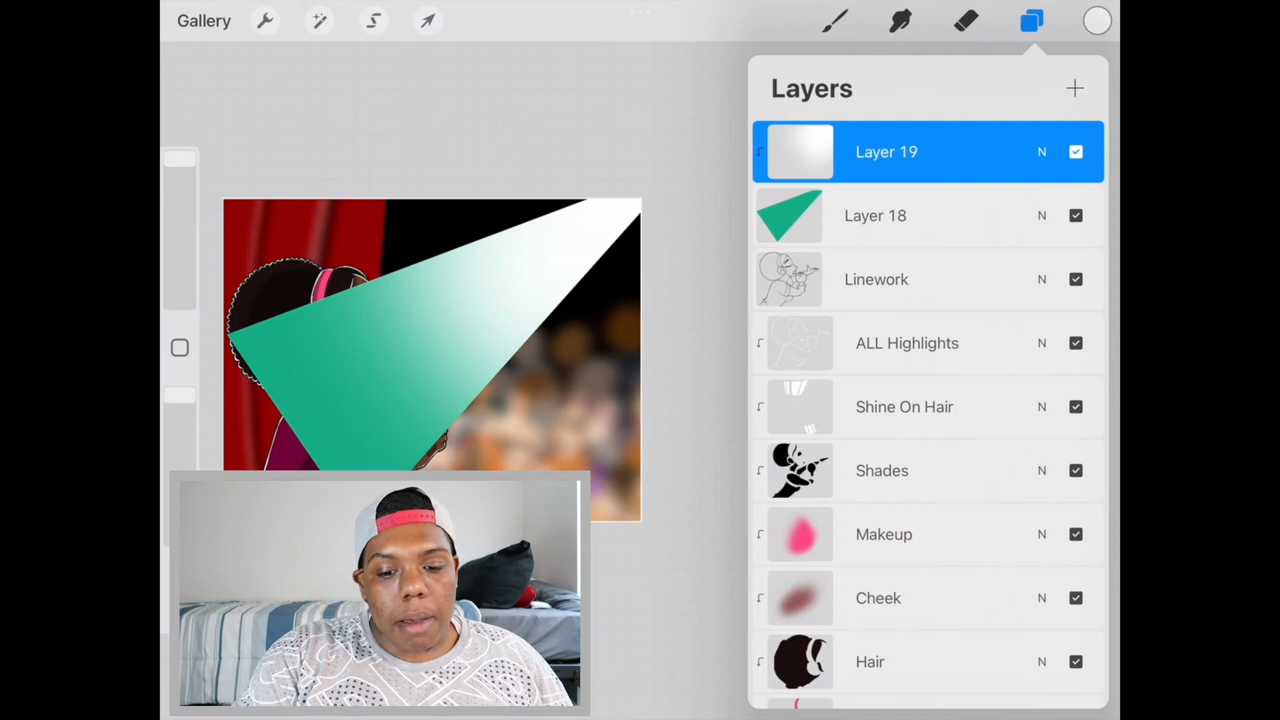 Gallery
Layers
Layer 19 N
Layer 18 N
Linework N
ALL Highlights N
Shine On Hair N
Shades N
Makeup N
Cheek N
Hair N